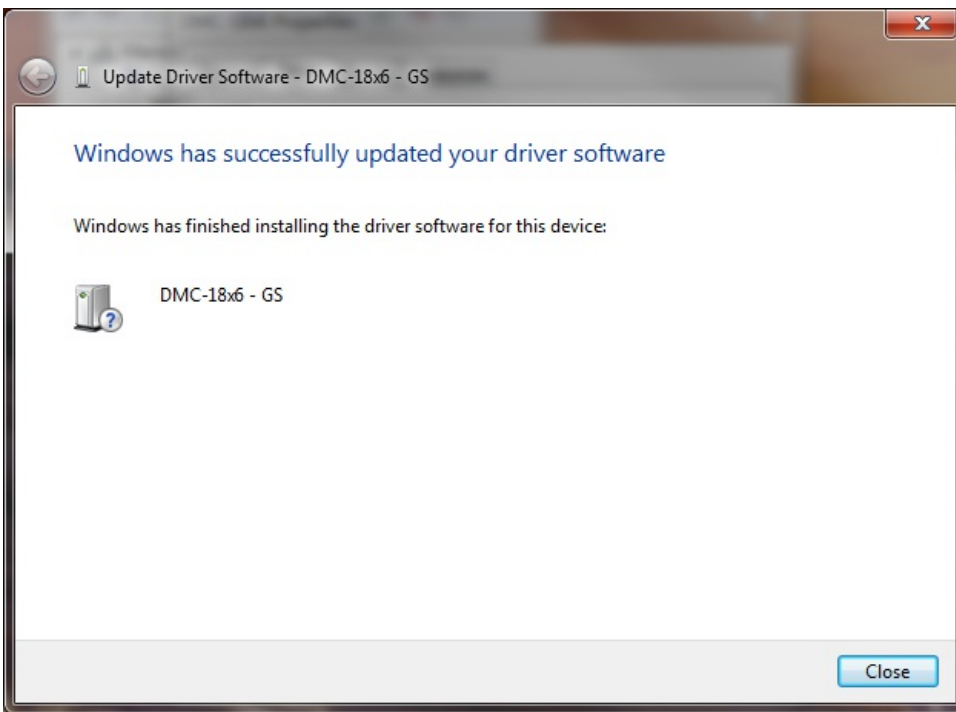 Update Driver Software - DMC-18x6 - GS
Windows has successfully updated your driver software
Windows has finished installing the driver software for this device:
DMC-18x6 - GS
Close